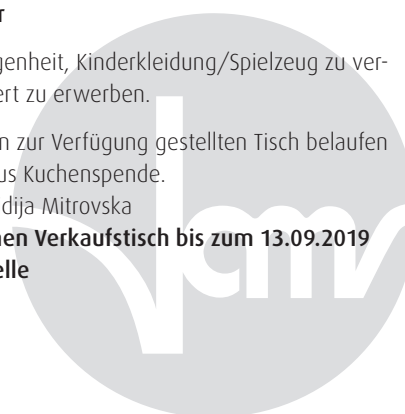 r
genheit, Kinderkleidung/Spielzeug zu ver-
ert zu erwerben.
n zur Verfügung gestellten Tisch belaufen
us Kuchenspende.
dija Mitrovska
nen Verkaufstisch bis zum 13.09.2019
elle